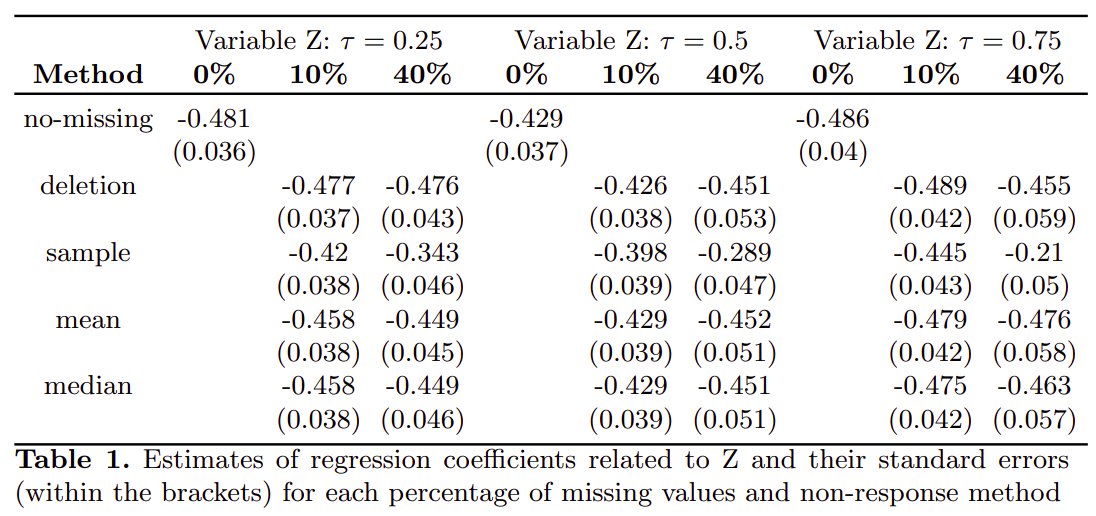 Variable Z: τ = 0.25 Variable Z: τ = 0.5 Variable Z: τ = 0.75
Method 0% 10% 40% 0% 10% 40% 0% 10% 40%
no-missing -0.481 -0.429 -0.486
(0.036) (0.037) (0.04)
deletion -0.477 -0.476 -0.426 -0.451 -0.489 -0.455
(0.037) (0.043) (0.038) (0.053) (0.042) (0.059)
sample -0.42 -0.343 -0.398 -0.289 -0.445 -0.21
(0.038) (0.046) (0.039) (0.047) (0.043) (0.05)
mean -0.458 -0.449 -0.429 -0.452 -0.479 -0.476
(0.038) (0.045) (0.039) (0.051) (0.042) (0.058)
median -0.458 -0.449 -0.429 -0.451 -0.475 -0.463
(0.038) (0.046) (0.039) (0.051) (0.042) (0.057)
Table 1. Estimates of regression coefficients related to Z and their standard errors
(within the brackets) for each percentage of missing values and non-response method